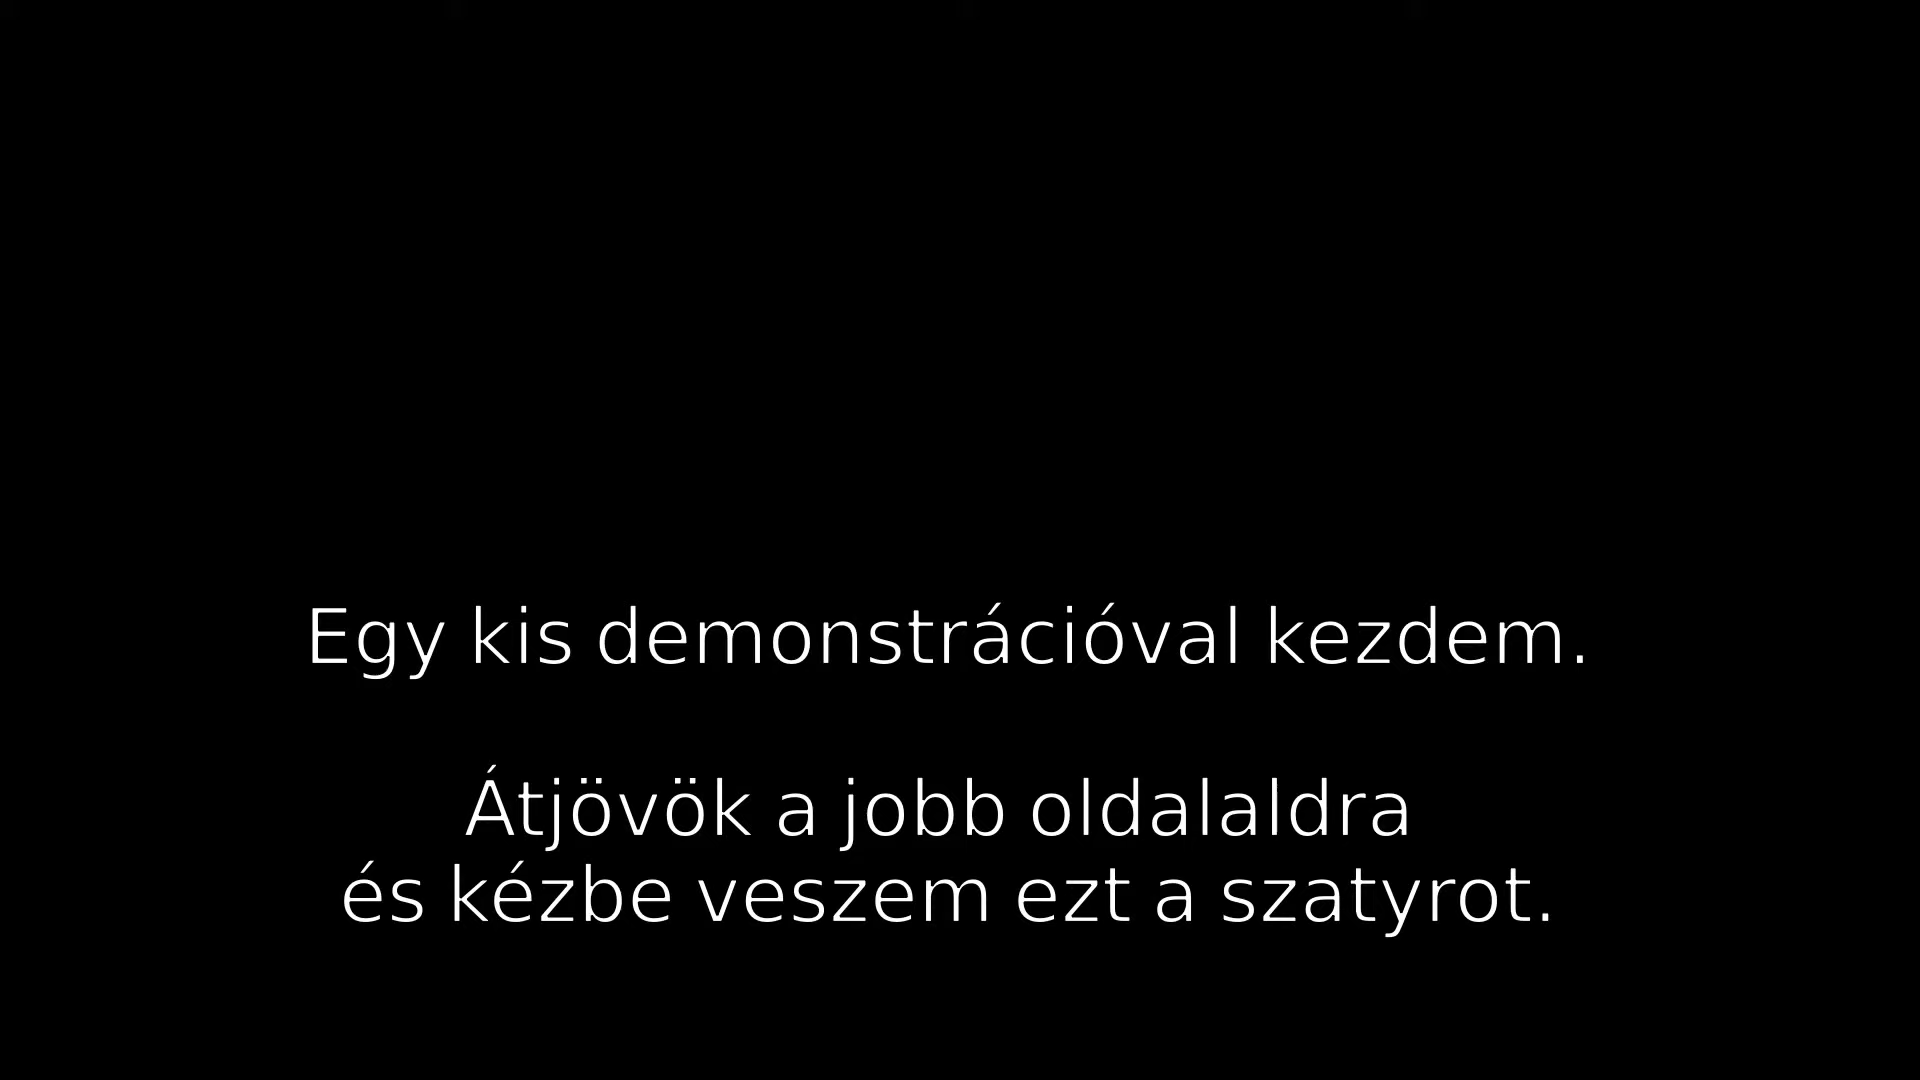 Egy kis demonstrációval kezdem.
Átjövök a jobb oldalaldra
és kézbe veszem ezt a szatyrot.